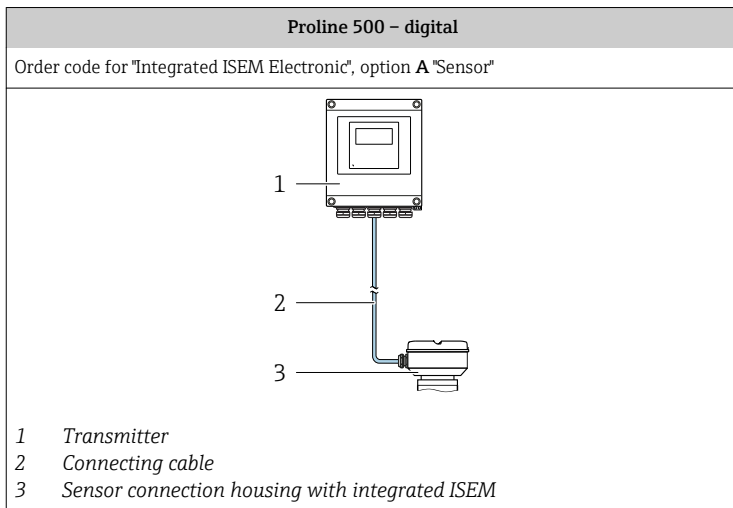 Proline 500 – digital
Order code for "Integrated ISEM Electronic", option A "Sensor"
1
2
3
1 Transmitter
2 Connecting cable
3 Sensor connection housing with integrated ISEM